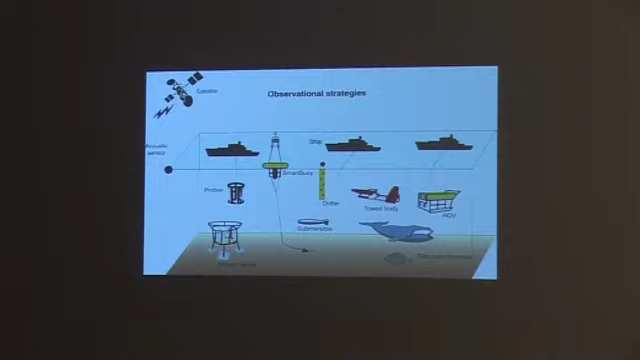 Observational strategies
Satellite
Acoustic
sensor
Ship
SmartBuoy
Profiler
Drifter
Towed body
ROV
Submersible